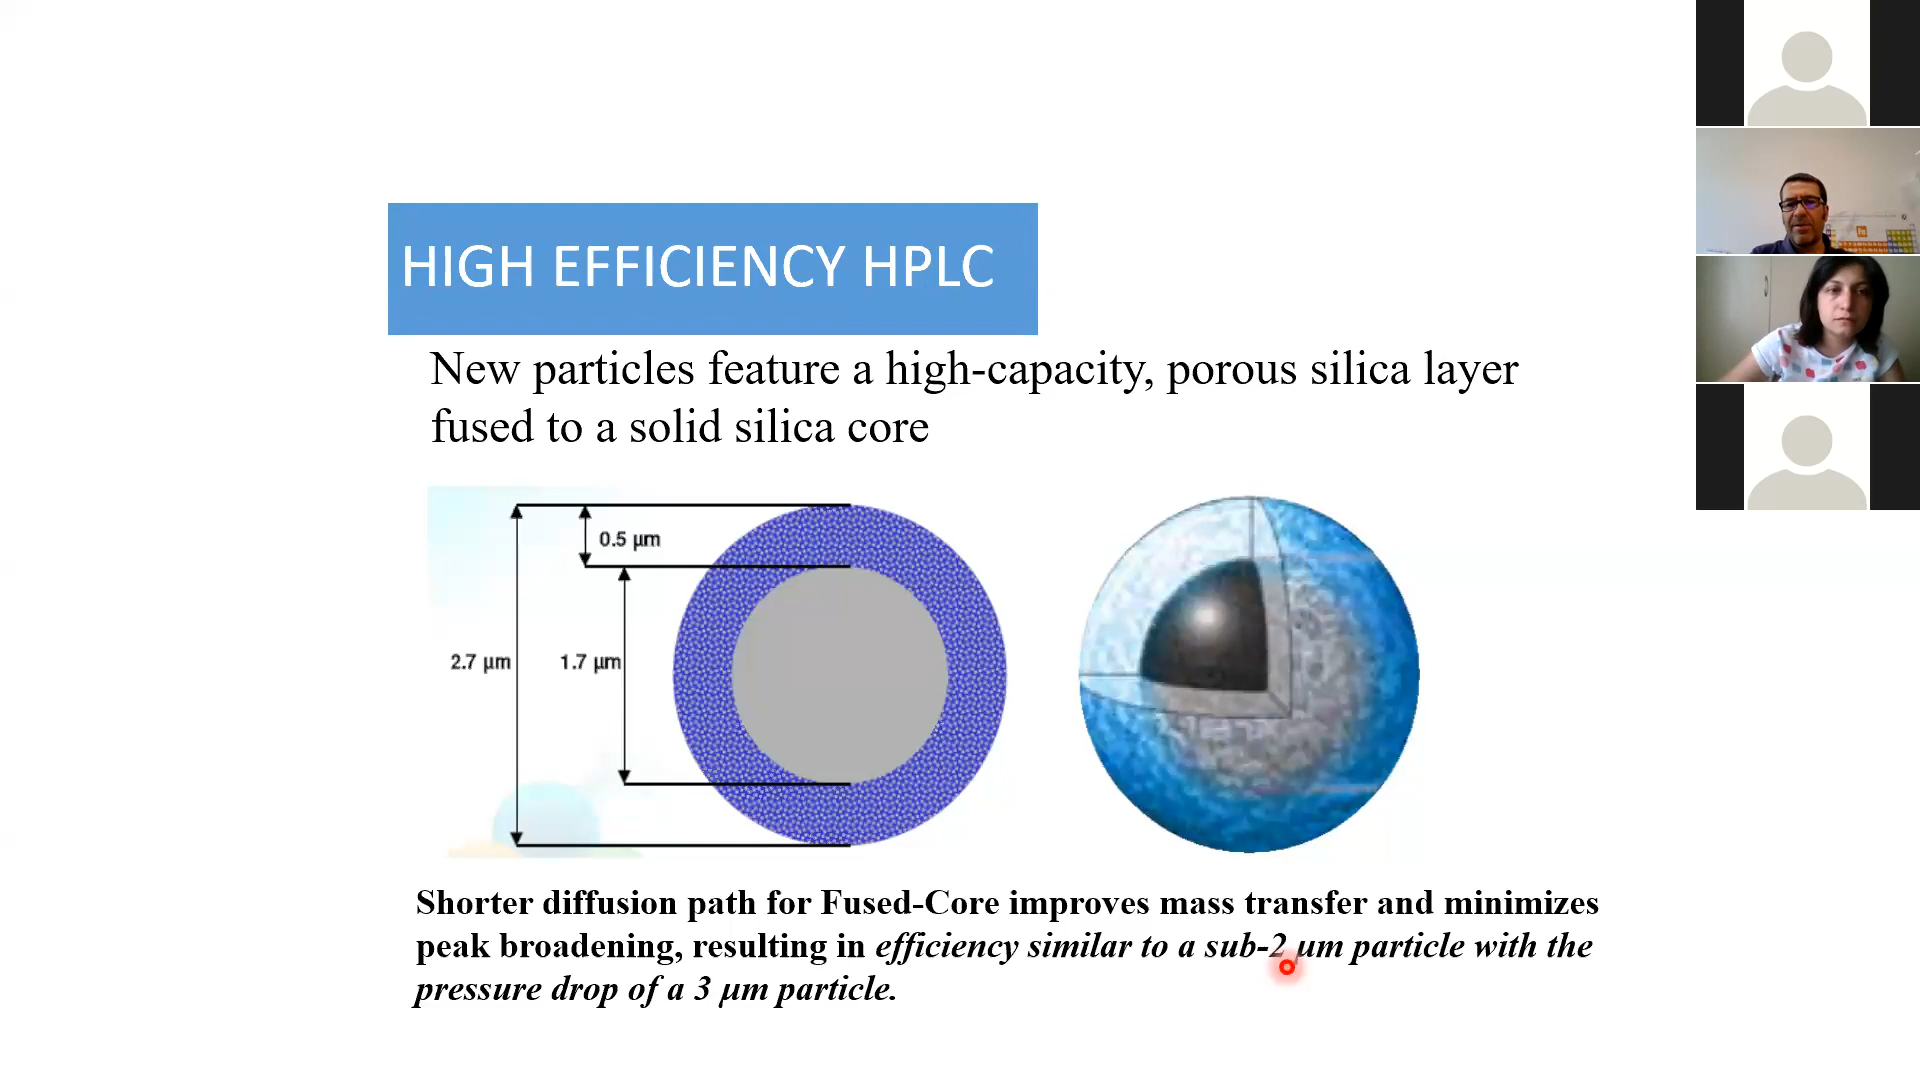 HIGH EFFICIENCY HPLC
New particles feature a high-capacity, porous silica layer
fused to a solid silica core
0.5 µm
2.7 µm
1.7 µm
Shorter diffusion path for Fused-Core improves mass transfer and minimizes
peak broadening, resulting in efficiency similar to a sub-2 µm particle with the
pressure drop of a 3 µm particle.